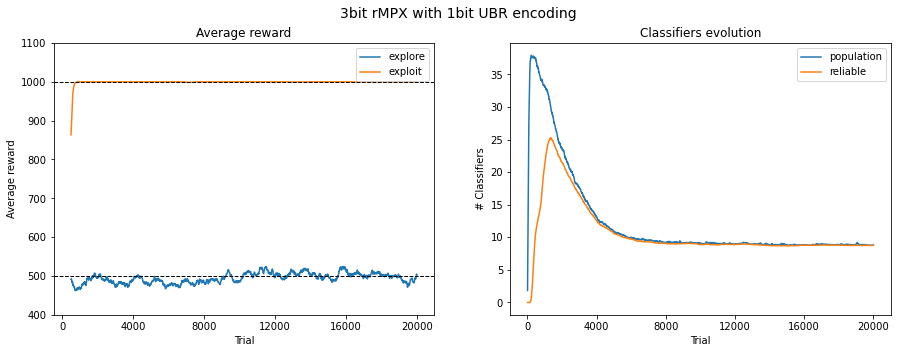 3bit rMPX with 1bit UBR encoding
Average reward
1100
1000
900
800
700
600
500
400
Average reward
0
4000
8000
12000
16000
20000
Trial
explore
exploit
Classifiers evolution
35
30
25
20
15
10
5
0
# Classifiers
0
4000
8000
12000
16000
20000
Trial
population
reliable